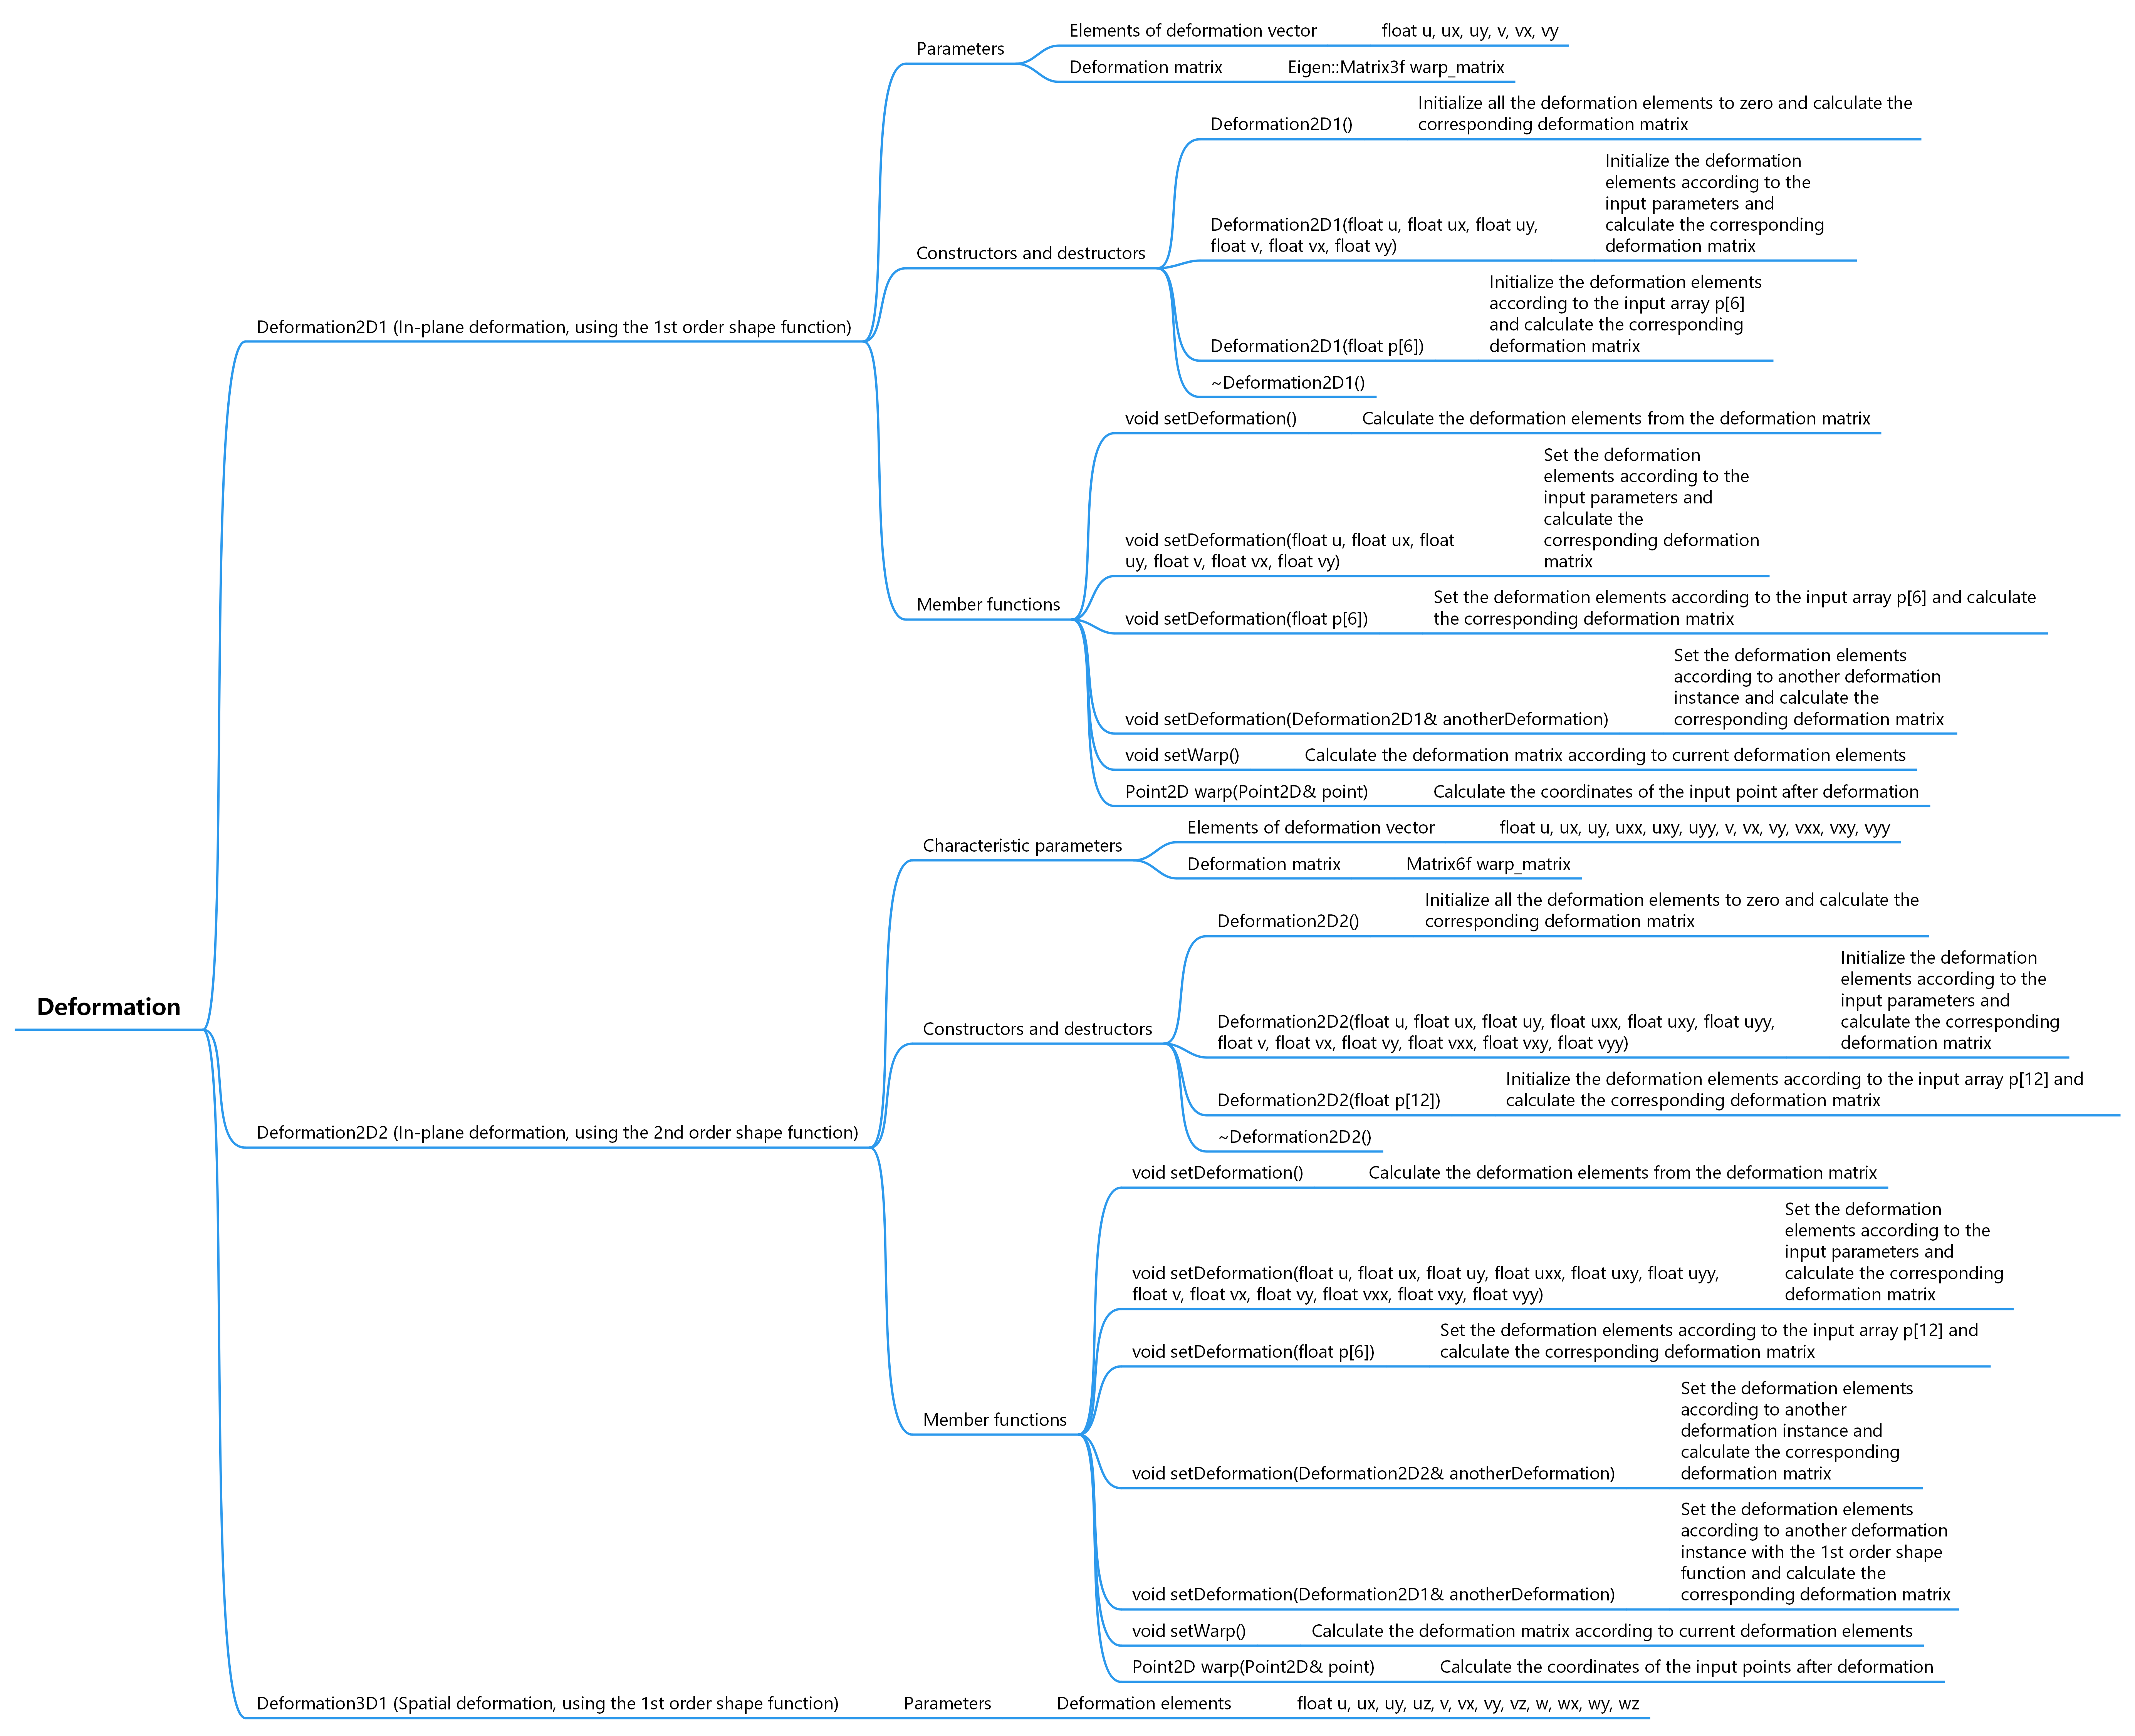 Deformation
Deformation2D1 (In-plane deformation, using the 1st order shape function)
Parameters
Elements of deformation vector
float u, ux, uy, v, vx, vy
Deformation matrix
Eigen::Matrix3f warp_matrix
Constructors and destructors
Deformation2D1()
Initialize all the deformation elements to zero and calculate the
corresponding deformation matrix
Deformation2D1(float u, float ux, float uy,
float v, float vx, float vy)
Initialize the deformation
elements according to the
input parameters and
calculate the corresponding
deformation matrix
Deformation2D1(float p[6])
Initialize the deformation elements
according to the input array p[6]
and calculate the corresponding
deformation matrix
~Deformation2D1()
Member functions
void setDeformation()
Calculate the deformation elements from the deformation matrix
void setDeformation(float u, float ux, float
uy, float v, float vx, float vy)
Set the deformation
elements according to the
input parameters and
calculate the
corresponding deformation
matrix
void setDeformation(float p[6])
Set the deformation elements according to the input array p[6] and calculate
the corresponding deformation matrix
void setDeformation(Deformation2D1& anotherDeformation)
Set the deformation elements
according to another deformation
instance and calculate the
corresponding deformation matrix
void setWarp()
Calculate the deformation matrix according to current deformation elements
Point2D warp(Point2D& point)
Calculate the coordinates of the input point after deformation
Deformation2D2 (In-plane deformation, using the 2nd order shape function)
Characteristic parameters
Elements of deformation vector
float u, ux, uy, uxx, uxy, uyy, v, vx, vy, vxx, vxy, vyy
Deformation matrix
Matrix6f warp_matrix
Constructors and destructors
Deformation2D2()
Initialize all the deformation elements to zero and calculate the
corresponding deformation matrix
Deformation2D2(float u, float ux, float uy, float uxx, float uxy, float uyy,
float v, float vx, float vy, float vxx, float vxy, float vyy)
Initialize the deformation
elements according to the
input parameters and
calculate the corresponding
deformation matrix
Deformation2D2(float p[12])
Initialize the deformation elements according to the input array p[12] and
calculate the corresponding deformation matrix
~Deformation2D2()
Member functions
void setDeformation()
Calculate the deformation elements from the deformation matrix
void setDeformation(float u, float ux, float uy, float uxx, float uxy, float uyy,
float v, float vx, float vy, float vxx, float vxy, float vyy)
Set the deformation
elements according to the
input parameters and
calculate the corresponding
deformation matrix
void setDeformation(float p[6])
Set the deformation elements according to the input array p[12] and
calculate the corresponding deformation matrix
void setDeformation(Deformation2D2& anotherDeformation)
Set the deformation elements
according to another
deformation instance and
calculate the corresponding
deformation matrix
void setDeformation(Deformation2D1& anotherDeformation)
Set the deformation elements
according to another deformation
instance with the 1st order shape
function and calculate the
corresponding deformation matrix
void setWarp()
Calculate the deformation matrix according to current deformation elements
Point2D warp(Point2D& point)
Calculate the coordinates of the input points after deformation
Deformation3D1 (Spatial deformation, using the 1st order shape function)
Parameters
Deformation elements
float u, ux, uy, uz, v, vx, vy, vz, w, wx, wy, wz